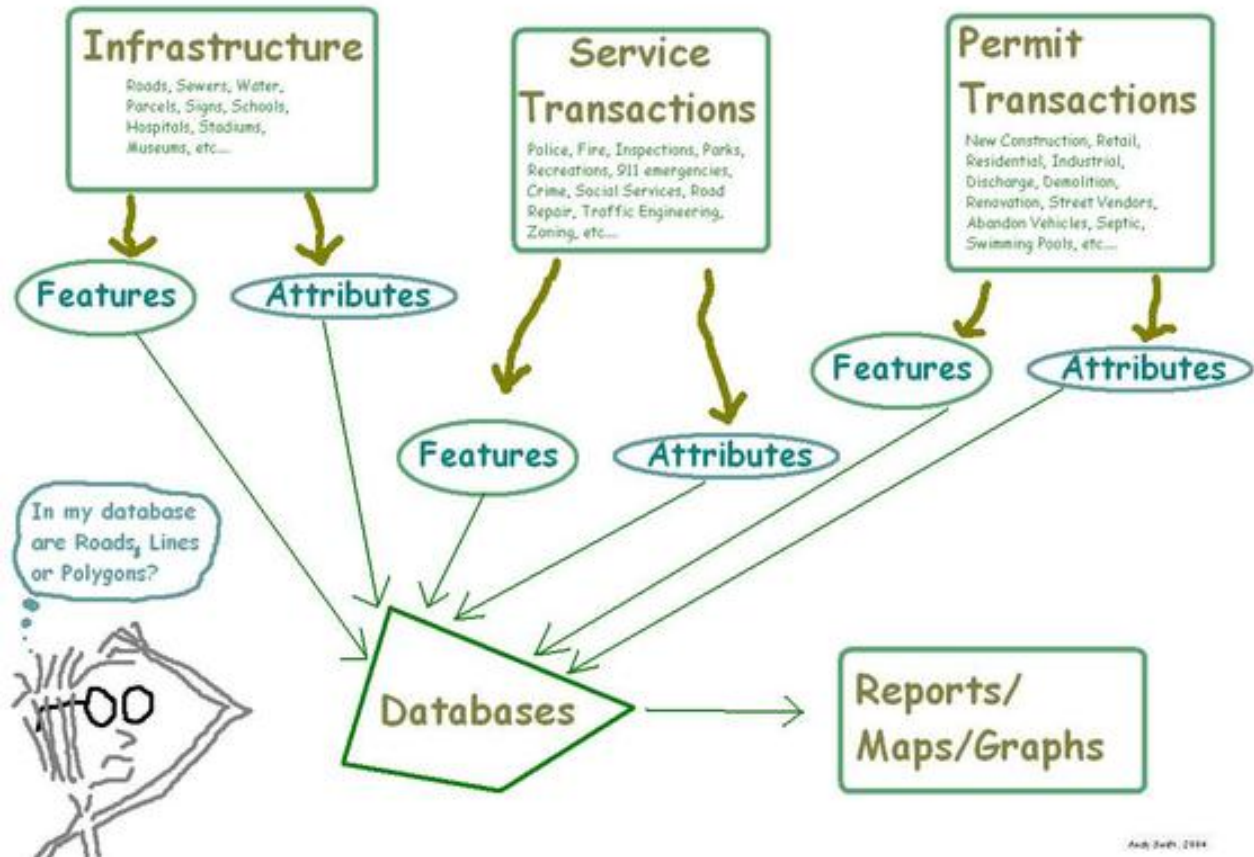 Infrastructure
Roads, Sewers, Water,
Parcels, Signs, Schools,
Hospitals, Stadiums,
Museums, etc....
Service
Transactions
Police, Fire, Inspections, Parks,
Recreations, 911 emergencies,
Crime, Social Services, Road
Repair, Traffic Engineering,
Zoning, etc....
Permit
Transactions
New Construction, Retail,
Residential, Industrial,
Discharge, Demolition,
Renovation, Street Vendors,
Abandon Vehicles, Septic,
Swimming Pools, etc....
Features
Attributes
Features
Attributes
Features
Attributes
In my database
are Roads, Lines
or Polygons?
Databases
Reports/
Maps/Graphs
Andy